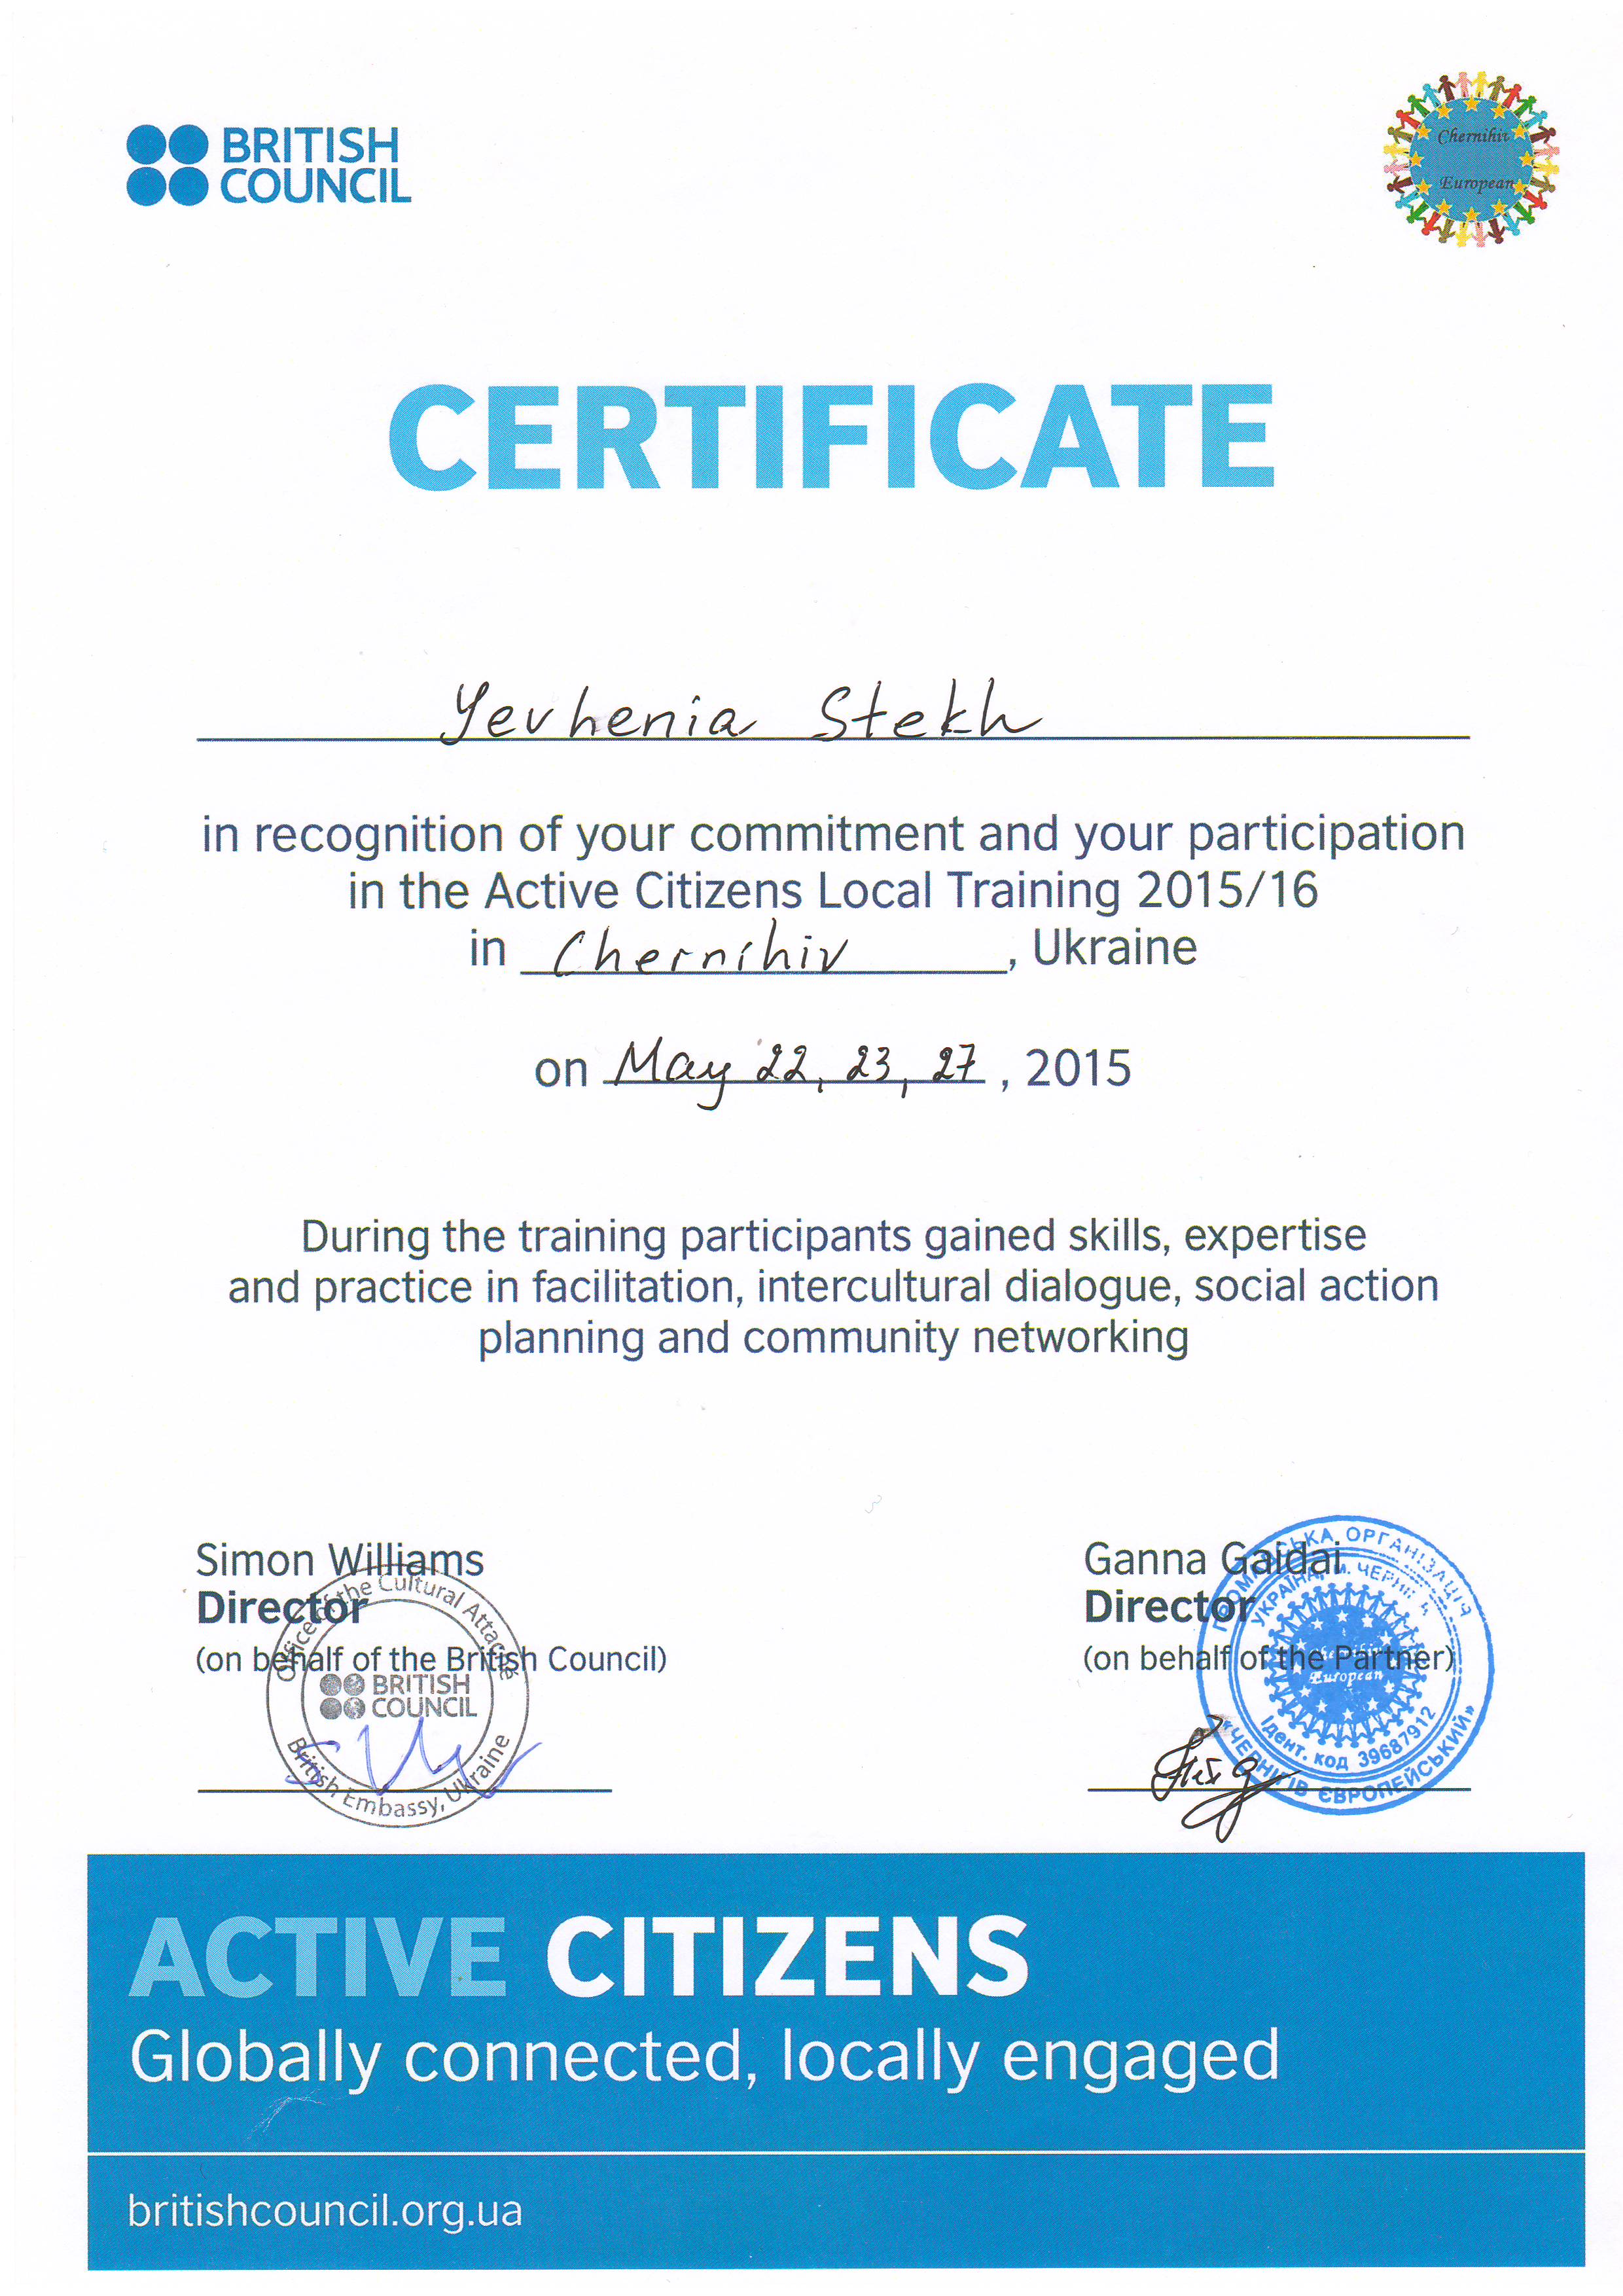 BRITISH
COUNCIL
Chernihiv
European
CERTIFICATE
Yevhenia Stekh
in recognition of your commitment and your participation
in the Active Citizens Local Training 2015/16
in Chernihiv, Ukraine
on May 22, 23, 27, 2015
During the training participants gained skills, expertise
and practice in facilitation, intercultural dialogue, social action
planning and community networking
Simon Williams
Director
(on behalf of the British Council)
Office of the Cultural Attaché
BRITISH
COUNCIL
British Embassy, Ukraine
Ganna Gaidai
Director
(on behalf of the Partner)
ГРОМАДСЬКА ОРГАНІЗАЦІЯ
УКРАЇНА, М. ЧЕРНІГІВ
European
Ідент. код 39687912
«ЧЕРНІГІВ ЄВРОПЕЙСЬКИЙ»
ACTIVE CITIZENS
Globally connected, locally engaged
britishcouncil.org.ua